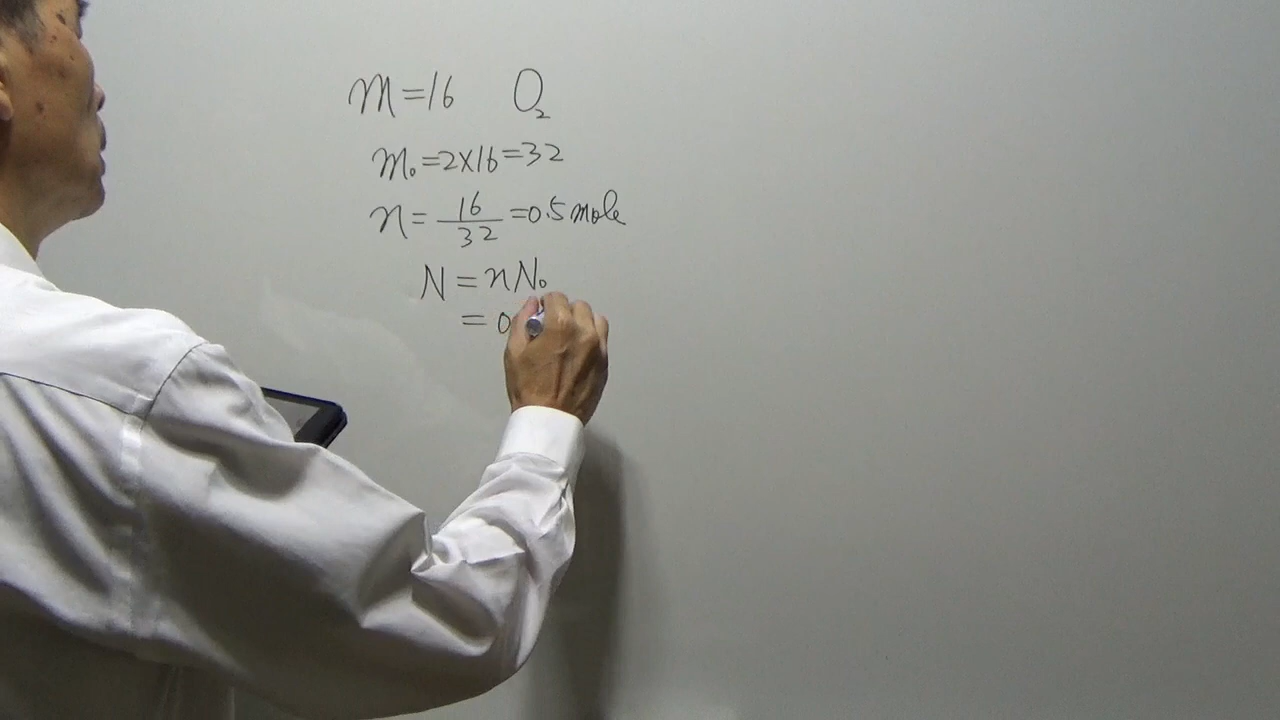 m = 16 O₂
m₀ = 2 × 16 = 32
n = 16/32 = 0.5 mole
N = n N₀
= 0